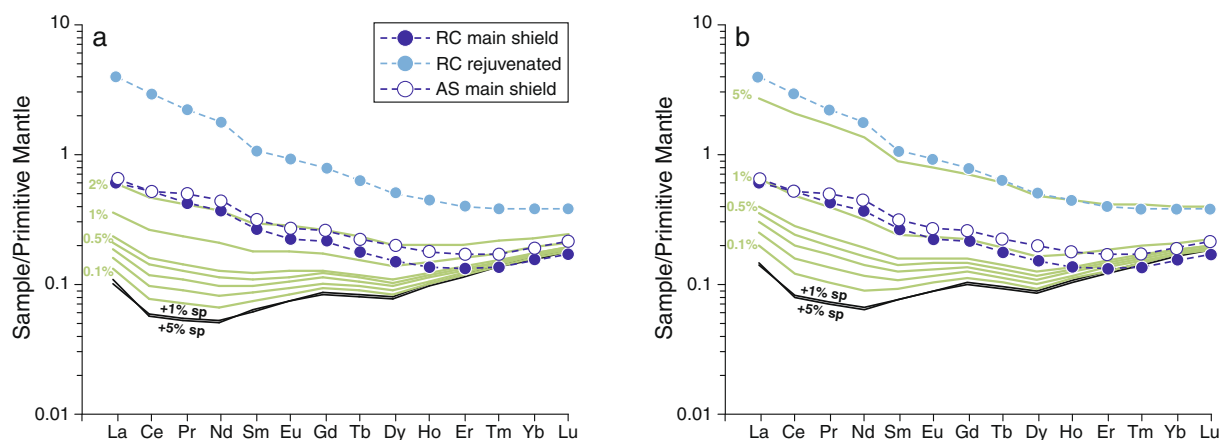 10
1
0.1
0.01
Sample/Primitive Mantle
a
RC main shield
RC rejuvenated
AS main shield
2%
1%
0.5%
0.1%
+1% sp
+5% sp
La Ce Pr Nd Sm Eu Gd Tb Dy Ho Er Tm Yb Lu
10
1
0.1
0.01
Sample/Primitive Mantle
b
5%
1%
0.5%
0.1%
+1% sp
+5% sp
La Ce Pr Nd Sm Eu Gd Tb Dy Ho Er Tm Yb Lu